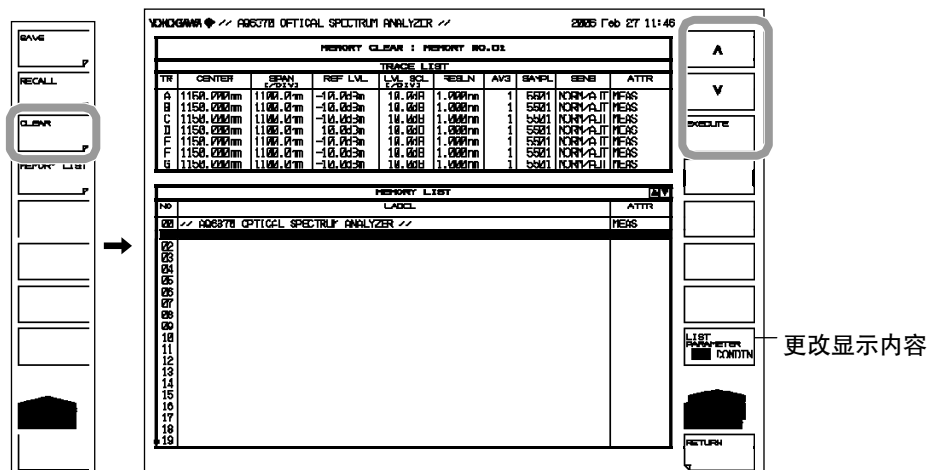 SAVE
RECALL
CLEAR
MEMORY LIST
YOKOGAWA // AQ6370 OPTICAL SPECTRUM ANALYZER // 2006 Feb 27 11:46
MEMORY CLEAR : MEMORY NO.01
TRACE LIST
TR CENTER SPAN [/DIV] REF LVL LVL SCL [/DIV] RESLN AVG SAMPL SENS ATTR
A 1150.000nm 1100.0nm -10.0dBm 10.0dB 1.000nm 1 5501 NORM/AUT MEAS
B 1150.000nm 1100.0nm -10.0dBm 10.0dB 1.000nm 1 5501 NORM/AUT MEAS
C 1150.000nm 1100.0nm -10.0dBm 10.0dB 1.000nm 1 5501 NORM/AUT MEAS
D 1150.000nm 1100.0nm -10.0dBm 10.0dB 1.000nm 1 5501 NORM/AUT MEAS
E 1150.000nm 1100.0nm -10.0dBm 10.0dB 1.000nm 1 5501 NORM/AUT MEAS
F 1150.000nm 1100.0nm -10.0dBm 10.0dB 1.000nm 1 5501 NORM/AUT MEAS
G 1150.000nm 1100.0nm -10.0dBm 10.0dB 1.000nm 1 5501 NORM/AUT MEAS
MEMORY LIST
NO LABEL ATTR
00 // AQ6370 OPTICAL SPECTRUM ANALYZER // MEAS
02
03
04
05
06
07
08
09
10
11
12
13
14
15
16
17
18
19
EXECUTE
LIST PARAMETER
CONDTN
更改显示内容
RETURN